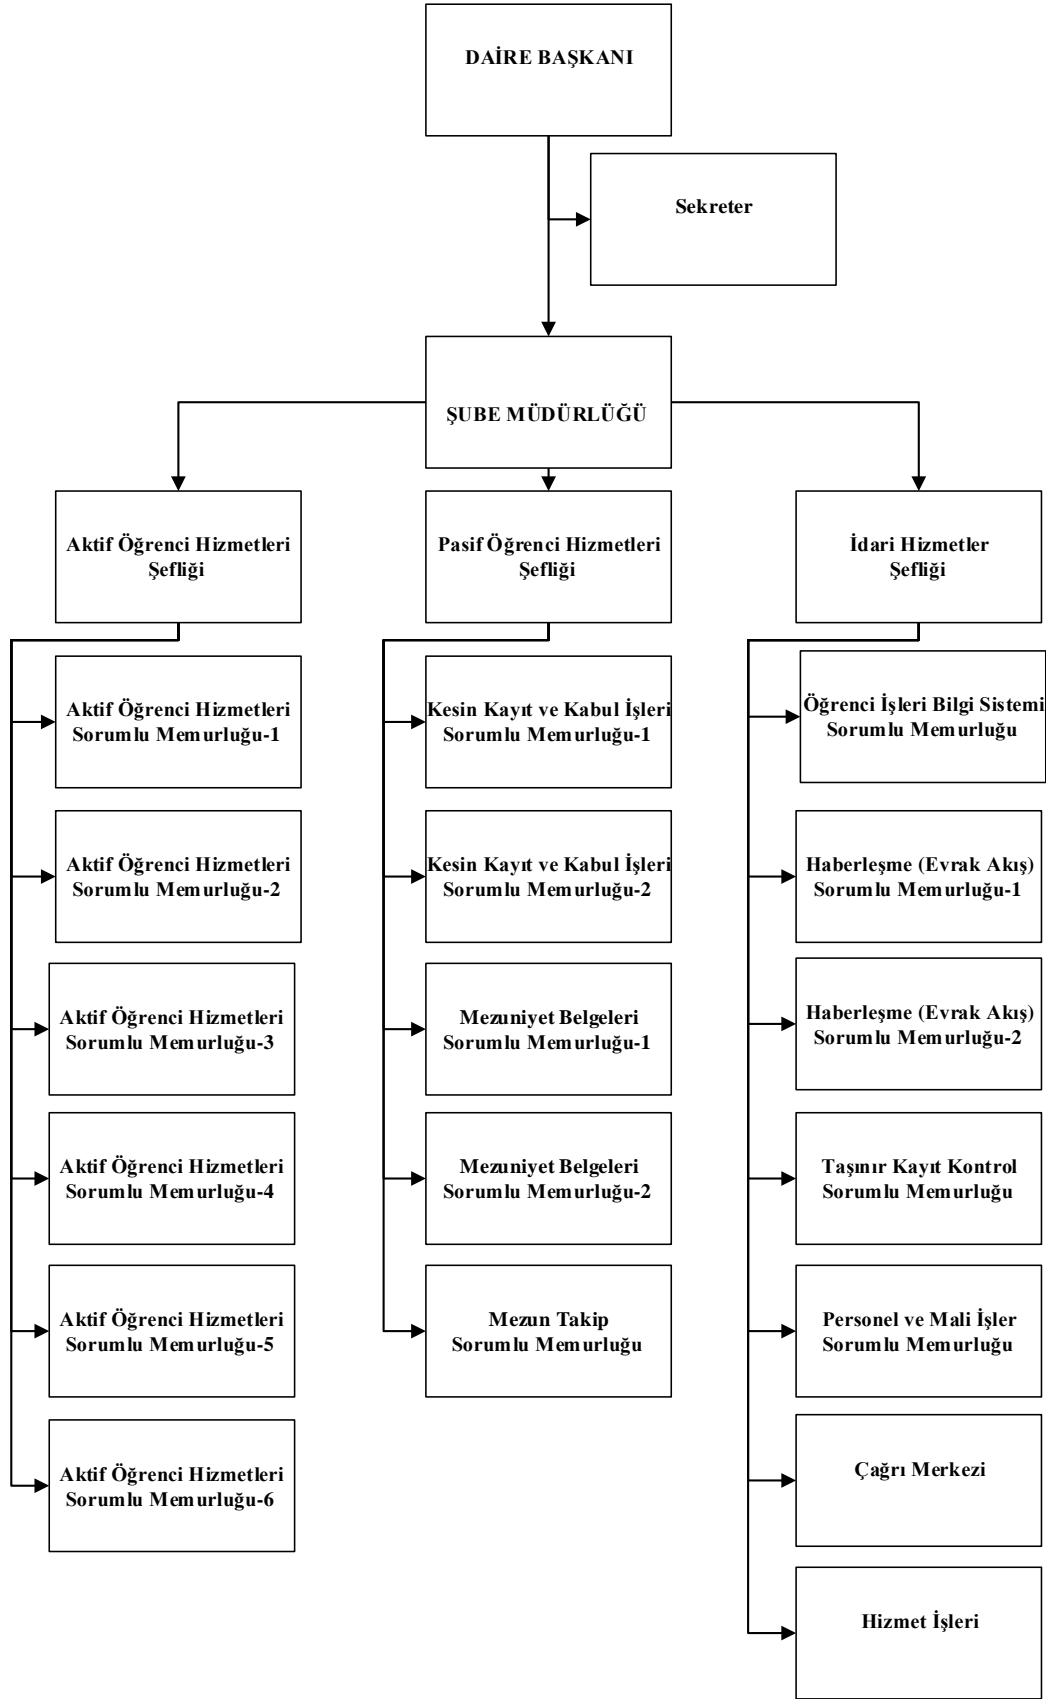 DAİRE BAŞKANI
Sekreter
ŞUBE MÜDÜRLÜĞÜ
Aktif Öğrenci Hizmetleri
Şefliği
Pasif Öğrenci Hizmetleri
Şefliği
İdari Hizmetler
Şefliği
Aktif Öğrenci Hizmetleri
Sorumlu Memurluğu-1
Aktif Öğrenci Hizmetleri
Sorumlu Memurluğu-2
Aktif Öğrenci Hizmetleri
Sorumlu Memurluğu-3
Aktif Öğrenci Hizmetleri
Sorumlu Memurluğu-4
Aktif Öğrenci Hizmetleri
Sorumlu Memurluğu-5
Aktif Öğrenci Hizmetleri
Sorumlu Memurluğu-6
Kesin Kayıt ve Kabul İşleri
Sorumlu Memurluğu-1
Kesin Kayıt ve Kabul İşleri
Sorumlu Memurluğu-2
Mezuniyet Belgeleri
Sorumlu Memurluğu-1
Mezuniyet Belgeleri
Sorumlu Memurluğu-2
Mezun Takip
Sorumlu Memurluğu
Öğrenci İşleri Bilgi Sistemi
Sorumlu Memurluğu
Haberleşme (Evrak Akış)
Sorumlu Memurluğu-1
Haberleşme (Evrak Akış)
Sorumlu Memurluğu-2
Taşınır Kayıt Kontrol
Sorumlu Memurluğu
Personel ve Mali İşler
Sorumlu Memurluğu
Çağrı Merkezi
Hizmet İşleri